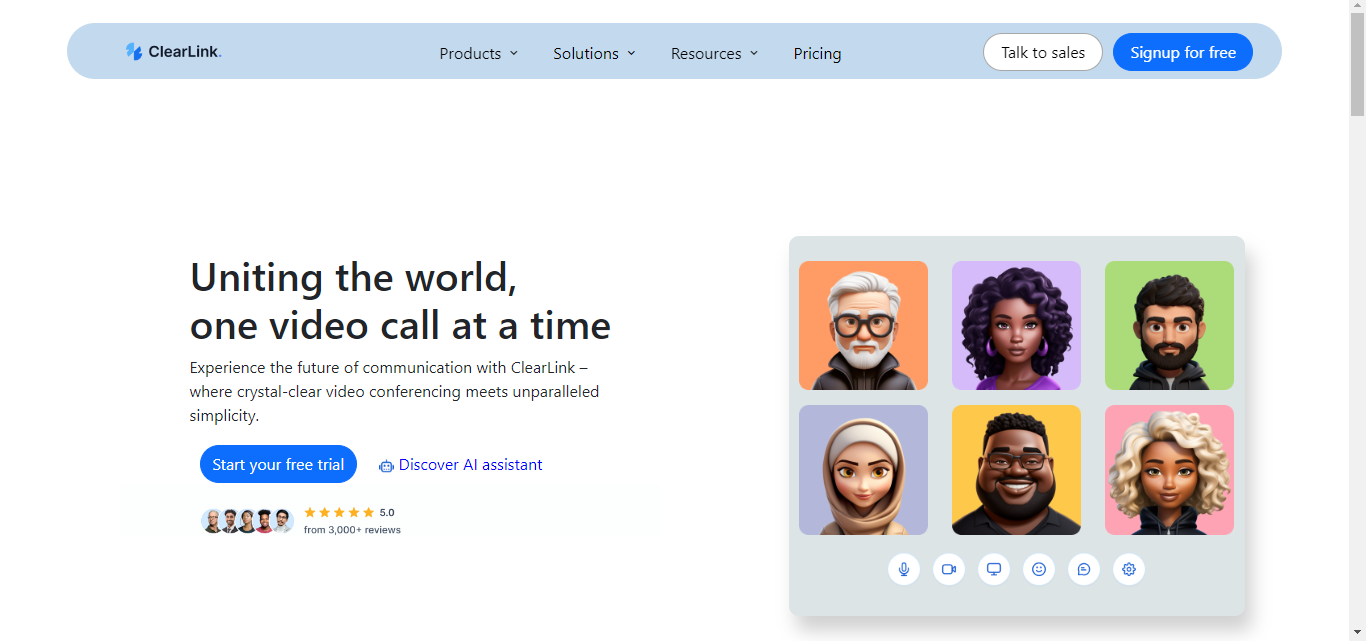 ClearLink.
Products
Solutions
Resources
Pricing
Talk to sales
Signup for free
Uniting the world,
one video call at a time
Experience the future of communication with ClearLink –
where crystal-clear video conferencing meets unparalleled
simplicity.
Start your free trial
Discover AI assistant
5.0
from 3,000+ reviews